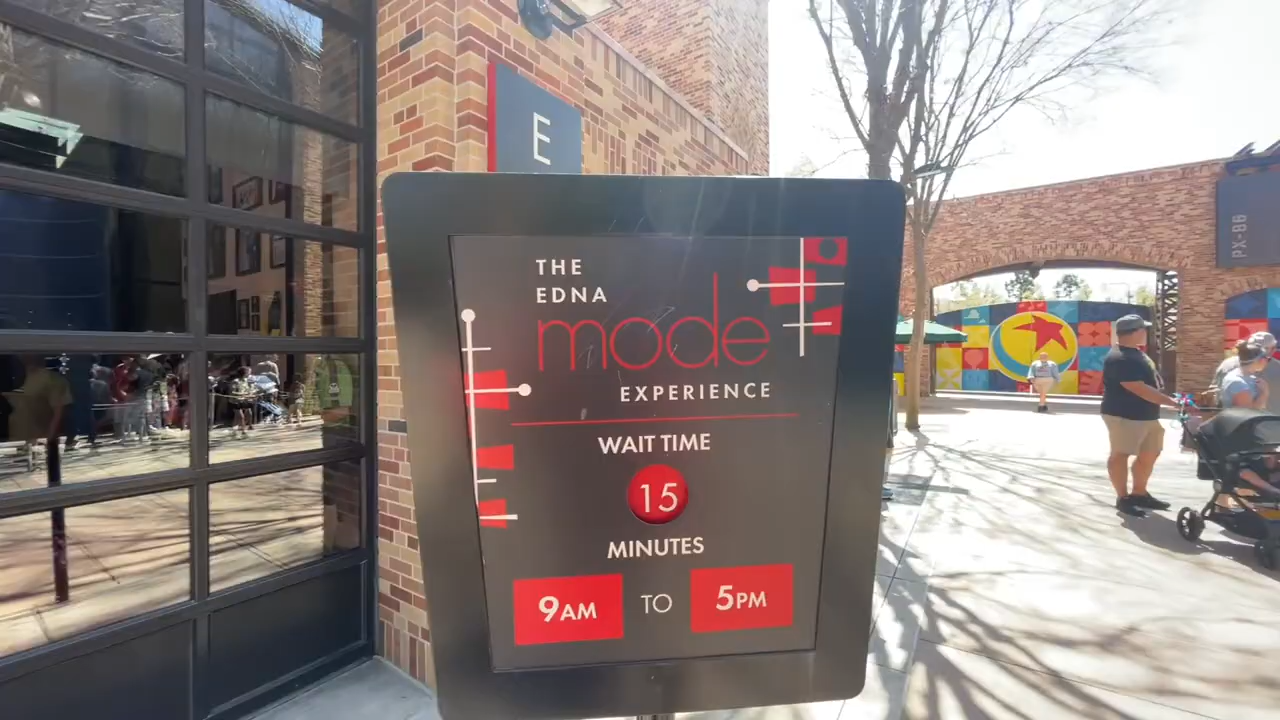 E
THE
EDNA
mode
EXPERIENCE
WAIT TIME
15
MINUTES
9AM TO 5PM
PX-86